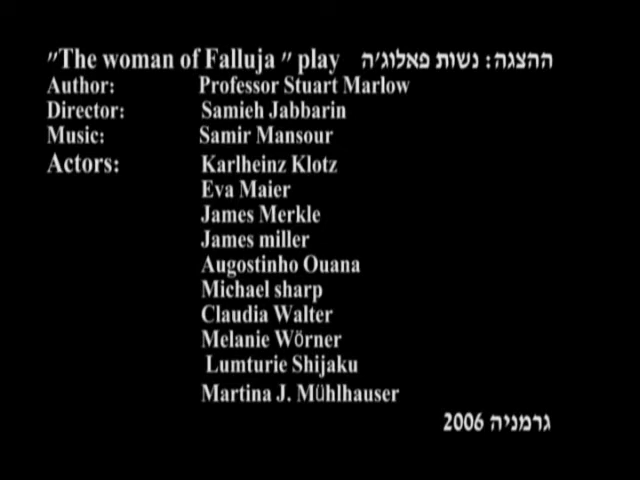 "The woman of Falluja " play ההצגה: נשות פאלוג'ה
Author: Professor Stuart Marlow
Director: Samieh Jabbarin
Music: Samir Mansour
Actors: Karlheinz Klotz
Eva Maier
James Merkle
James miller
Augostinho Ouana
Michael sharp
Claudia Walter
Melanie Wörner
Lumturie Shijaku
Martina J. MÜhlhauser
גרמניה 2006